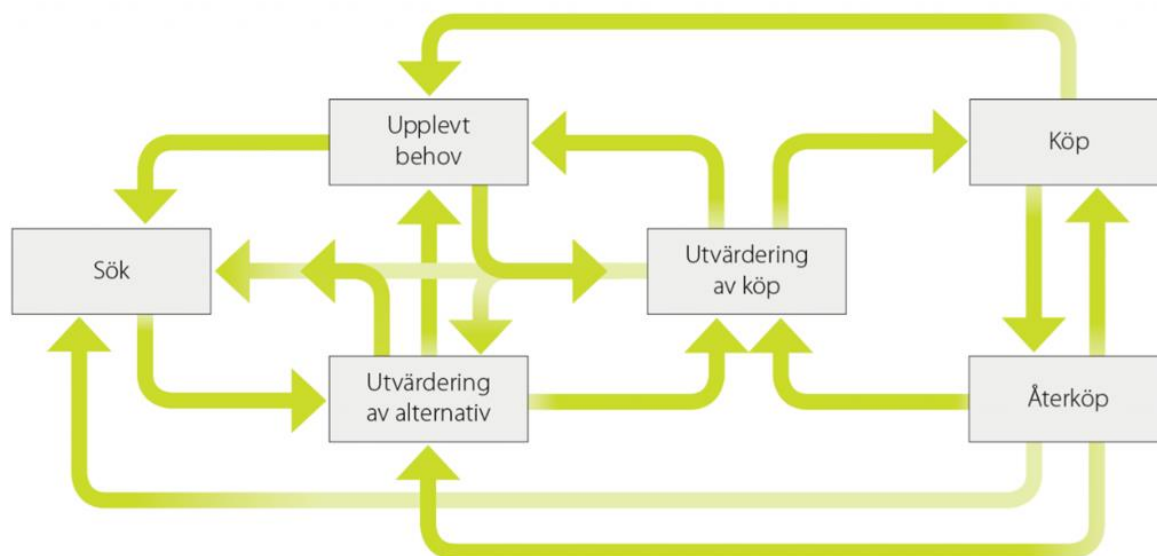 Upplevt
behov
Köp
Sök
Utvärdering
av köp
Utvärdering
av alternativ
Återköp